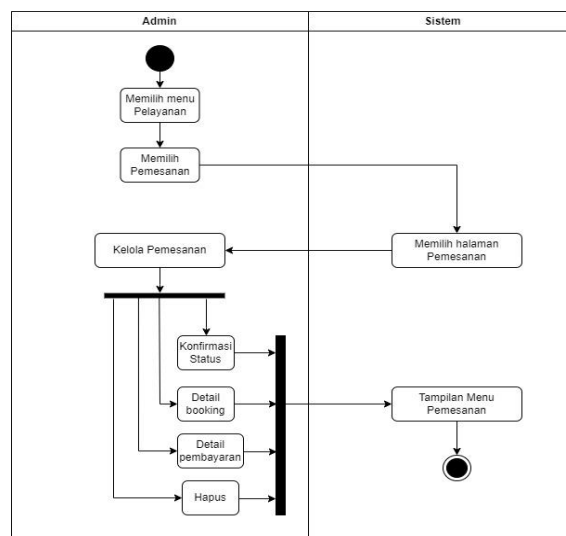 Admin
Sistem
Memilih menu
Pelayanan
Memilih
Pemesanan
Memilih halaman
Pemesanan
Kelola Pemesanan
Konfirmasi
Status
Detail
booking
Tampilan Menu
Pemesanan
Detail
pembayaran
Hapus